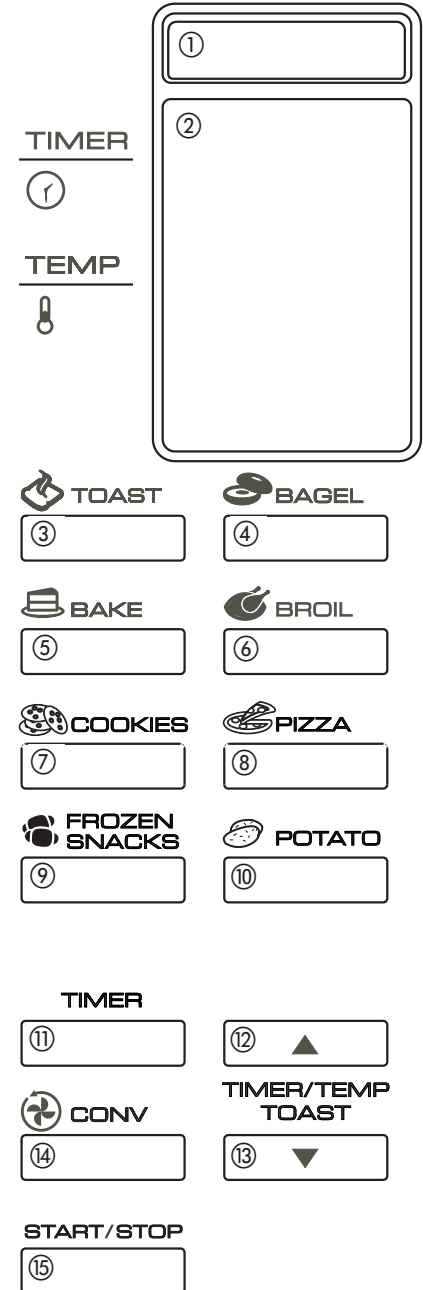 ①
②
TIMER
TEMP
TOAST BAGEL
③ ④
BAKE BROIL
⑤ ⑥
COOKIES PIZZA
⑦ ⑧
FROZEN
SNACKS POTATO
⑨ ⑩
TIMER
⑪ ⑫ ▲
TIMER/TEMP
TOAST
CONV
⑭ ⑬ ▼
START/STOP
⑮